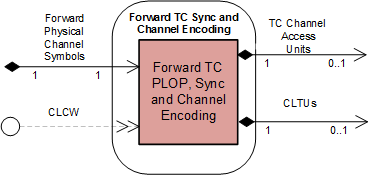 Forward
Physical
Channel
Symbols
1
1
CLCW
Forward TC Sync and
Channel Encoding
Forward TC
PLOP, Sync
and Channel
Encoding
TC Channel
Access
Units
1
0..1
CLTUs
1
0..1